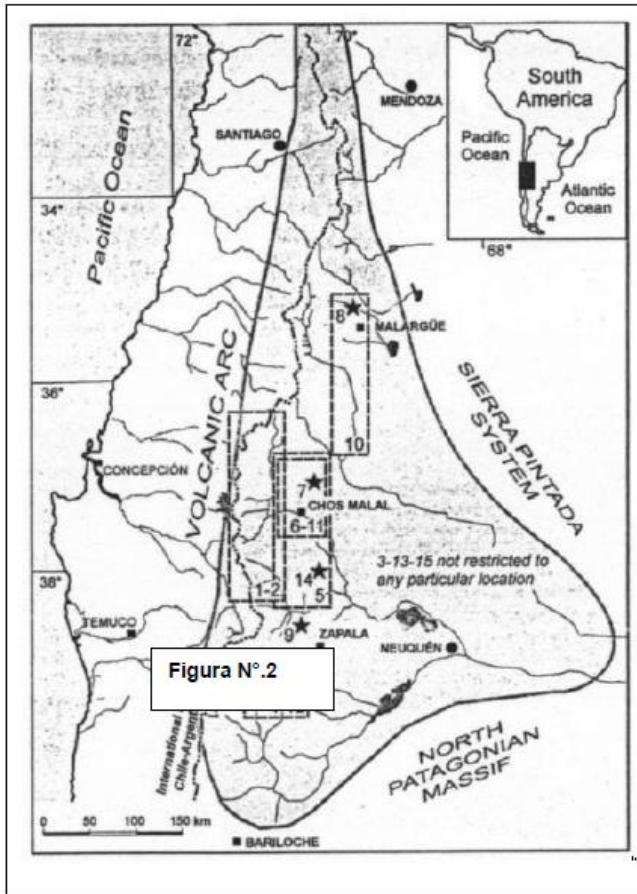 72°
70°
South
America
MENDOZA
SANTIAGO
Pacific
Ocean
Atlantic
Ocean
Pacific Ocean
34°
68°
8
MALARGÜE
36°
VOLCANIC ARC
SIERRA PINTADA
SYSTEM
10
CONCEPCIÓN
7
CHOS MALAL
6-11
38°
1-2
14
5
3-13-15 not restricted to
any particular location
TEMUCO
9
ZAPALA
NEUQUÉN
Figura N°.2
International
Chile-Argent
NORTH
PATAGONIAN
MASSIF
0 50 100 150 km
BARILOCHE